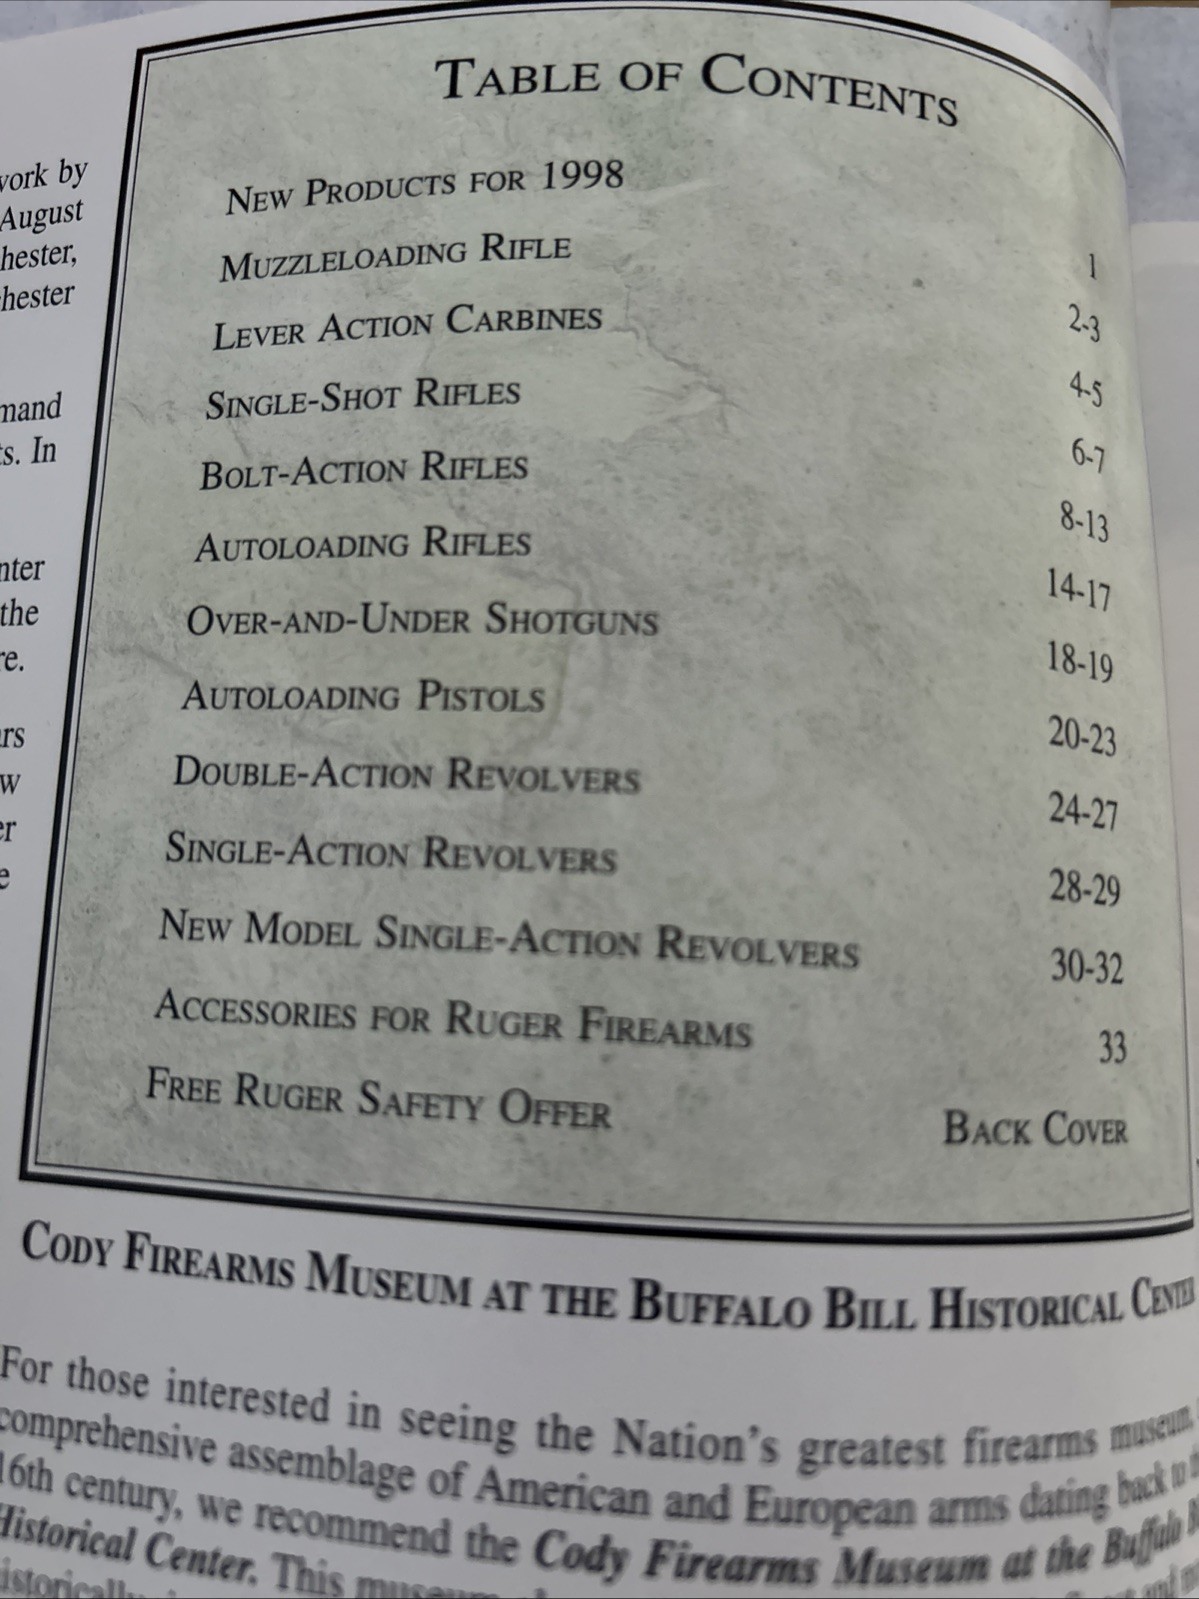 work by
August
hester,
hester
mand
s. In
nter
the
re.
rs
w
er
e
TABLE OF CONTENTS
NEW PRODUCTS FOR 1998 1
MUZZLELOADING RIFLE 2-3
LEVER ACTION CARBINES 4-5
SINGLE-SHOT RIFLES 6-7
BOLT-ACTION RIFLES 8-13
AUTOLOADING RIFLES 14-17
OVER-AND-UNDER SHOTGUNS 18-19
AUTOLOADING PISTOLS 20-23
DOUBLE-ACTION REVOLVERS 24-27
SINGLE-ACTION REVOLVERS 28-29
NEW MODEL SINGLE-ACTION REVOLVERS 30-32
ACCESSORIES FOR RUGER FIREARMS 33
FREE RUGER SAFETY OFFER BACK COVER
CODY FIREARMS MUSEUM AT THE BUFFALO BILL HISTORICAL CENTER
For those interested in seeing the Nation's greatest firearms museum,
comprehensive assemblage of American and European arms dating back to
16th century, we recommend the Cody Firearms Museum at the Buffalo
Historical Center. This museum